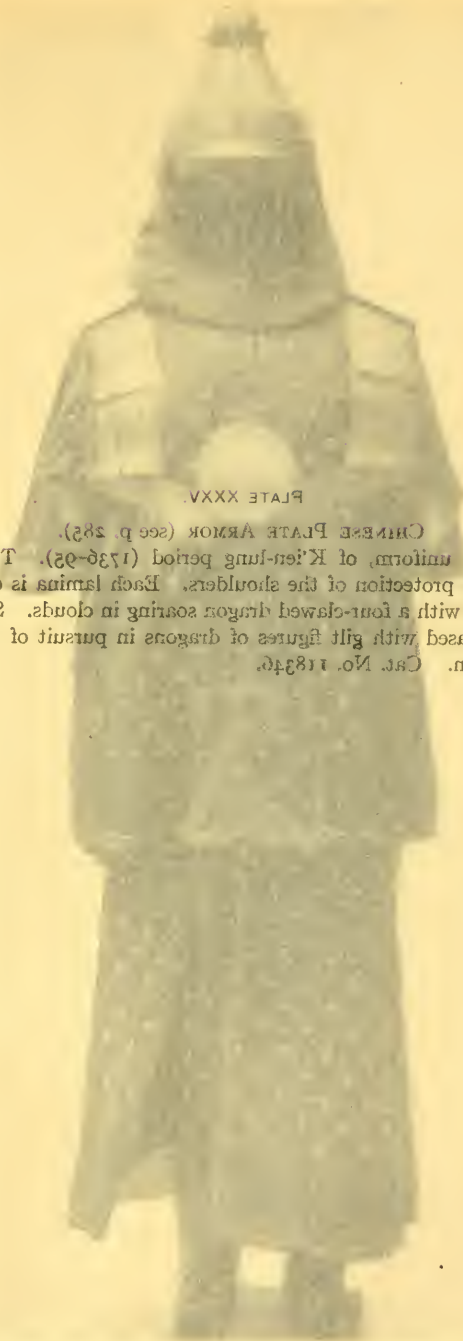 PLATE XXXV.
CHINESE PLATE ARMOR (see p. 285).
uniform, of K'ien-lung period (1736-95). T
protection of the shoulders. Each lamina is
with a four-clawed dragon soaring in clouds. S
ased with gilt figures of dragons in pursuit of
n. Cat. No. 118346.